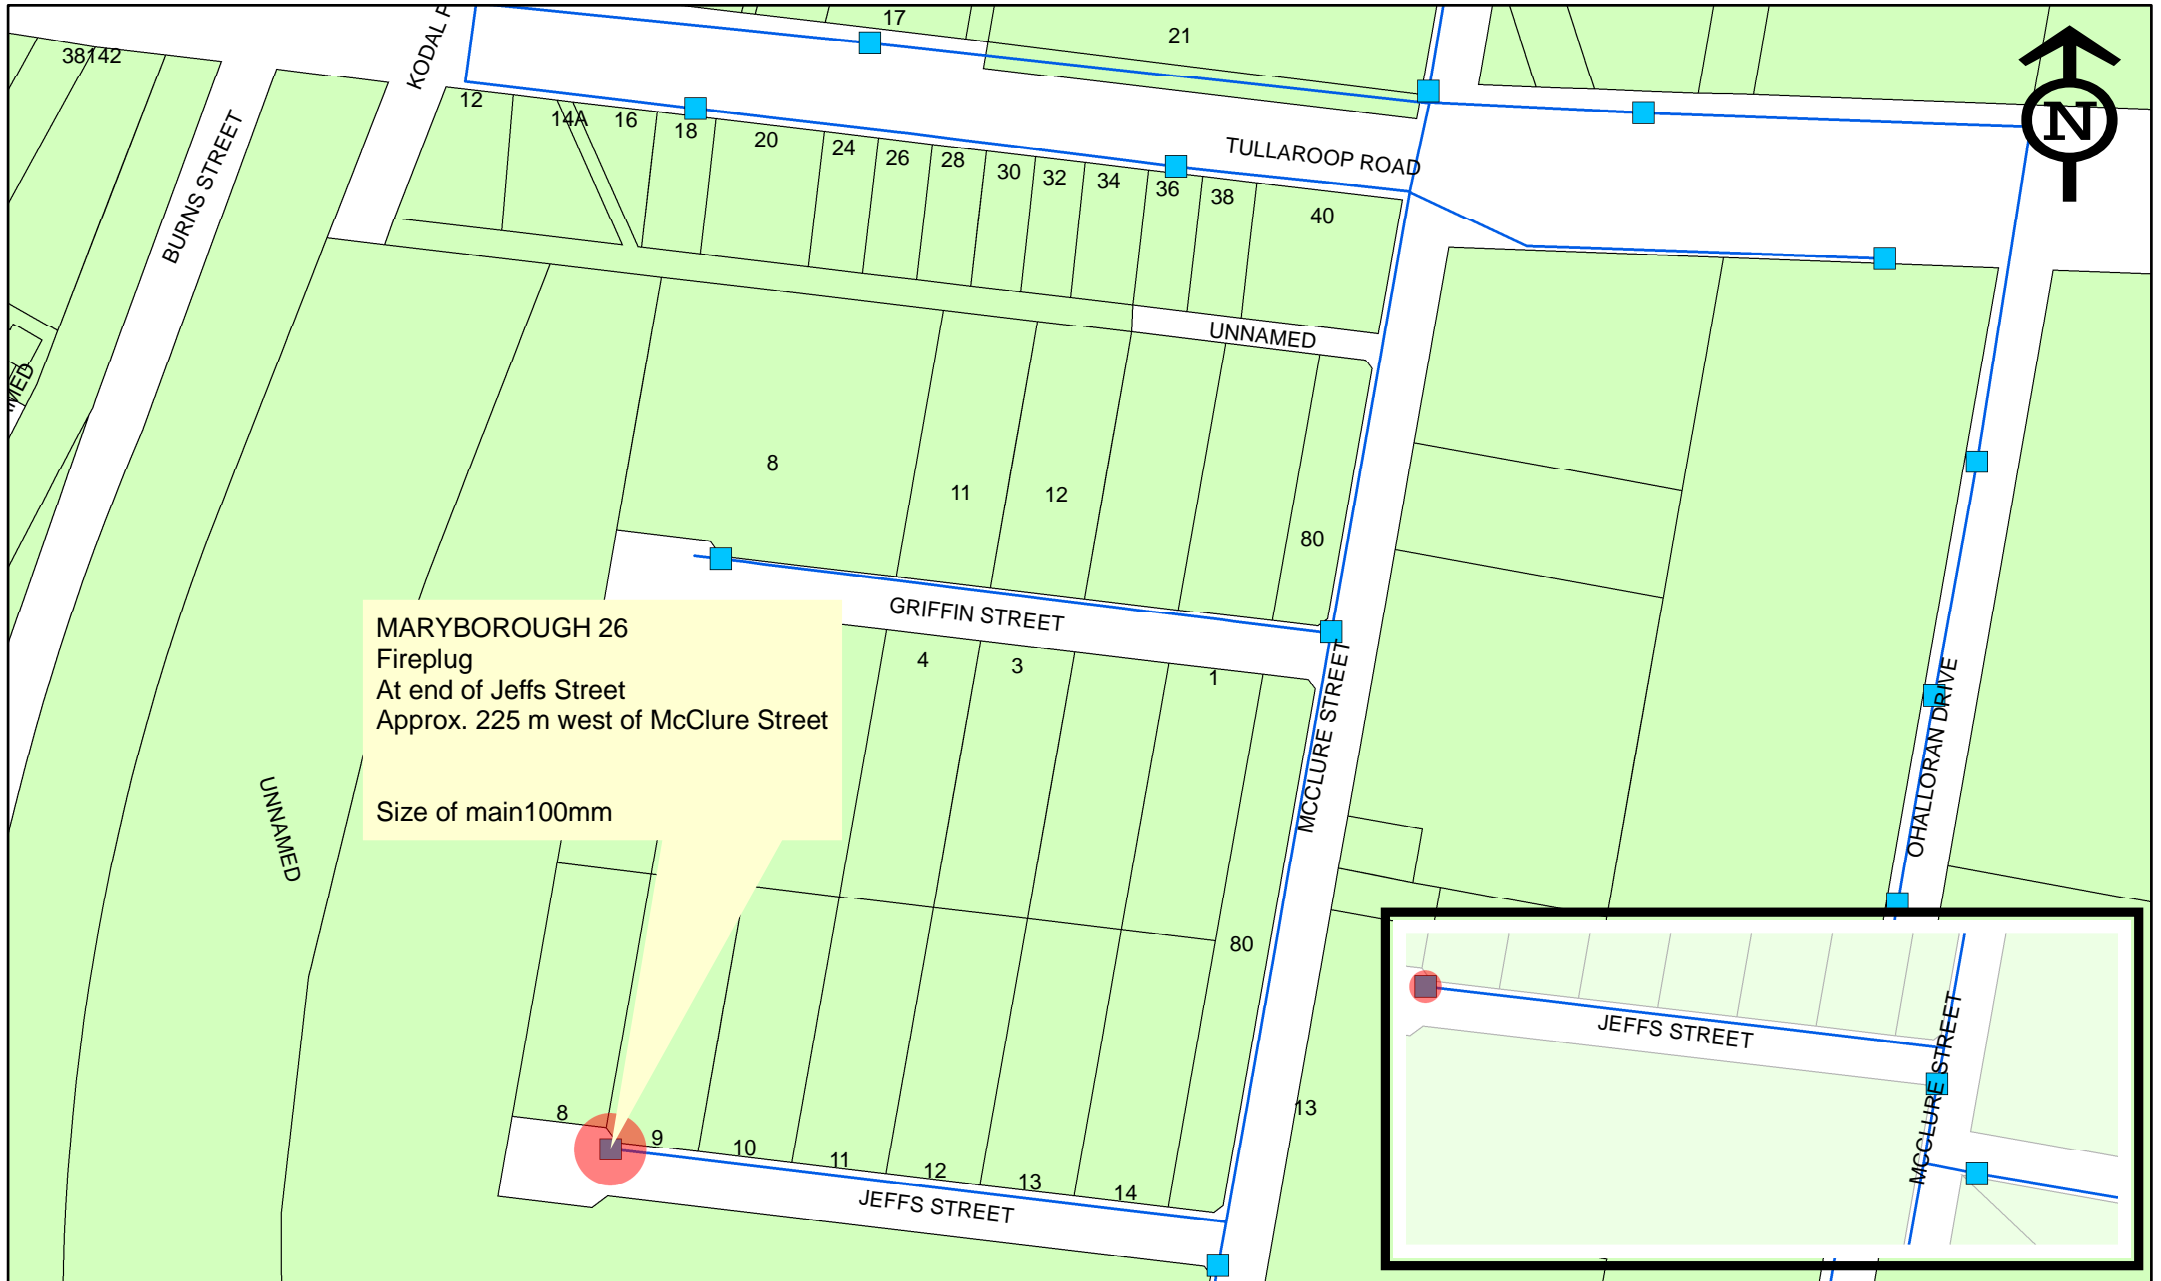 17
21
38142
KODAL
N
12
14A
16
18
20
24
26
28
30
32
34
36
38
40
TULLAROOP ROAD
BURNS STREET
UNNAMED
MED
8
11
12
80
GRIFFIN STREET
MARYBOROUGH 26
Fireplug
At end of Jeffs Street
Approx. 225 m west of McClure Street
Size of main100mm
4
3
1
MCCLURE STREET
OHALLORAN DRIVE
UNNAMED
80
13
8
9
10
11
12
13
14
JEFFS STREET
JEFFS STREET
MCCLURE STREET